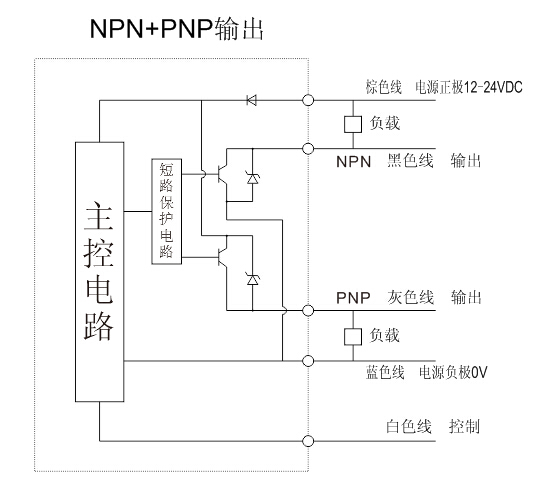 NPN+PNP输出
棕色线 电源正极12-24VDC
负载
NPN 黑色线 输出
短路保护电路
主控电路
PNP 灰色线 输出
负载
蓝色线 电源负极0V
白色线 控制